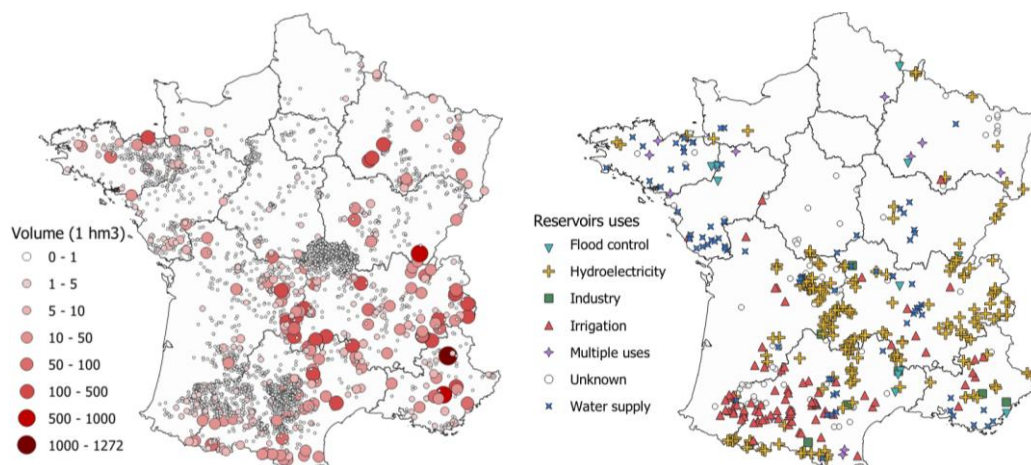 Volume (1 hm3)
0 - 1
1 - 5
5 - 10
10 - 50
50 - 100
100 - 500
500 - 1000
1000 - 1272
Reservoirs uses
Flood control
Hydroelectricity
Industry
Irrigation
Multiple uses
Unknown
Water supply